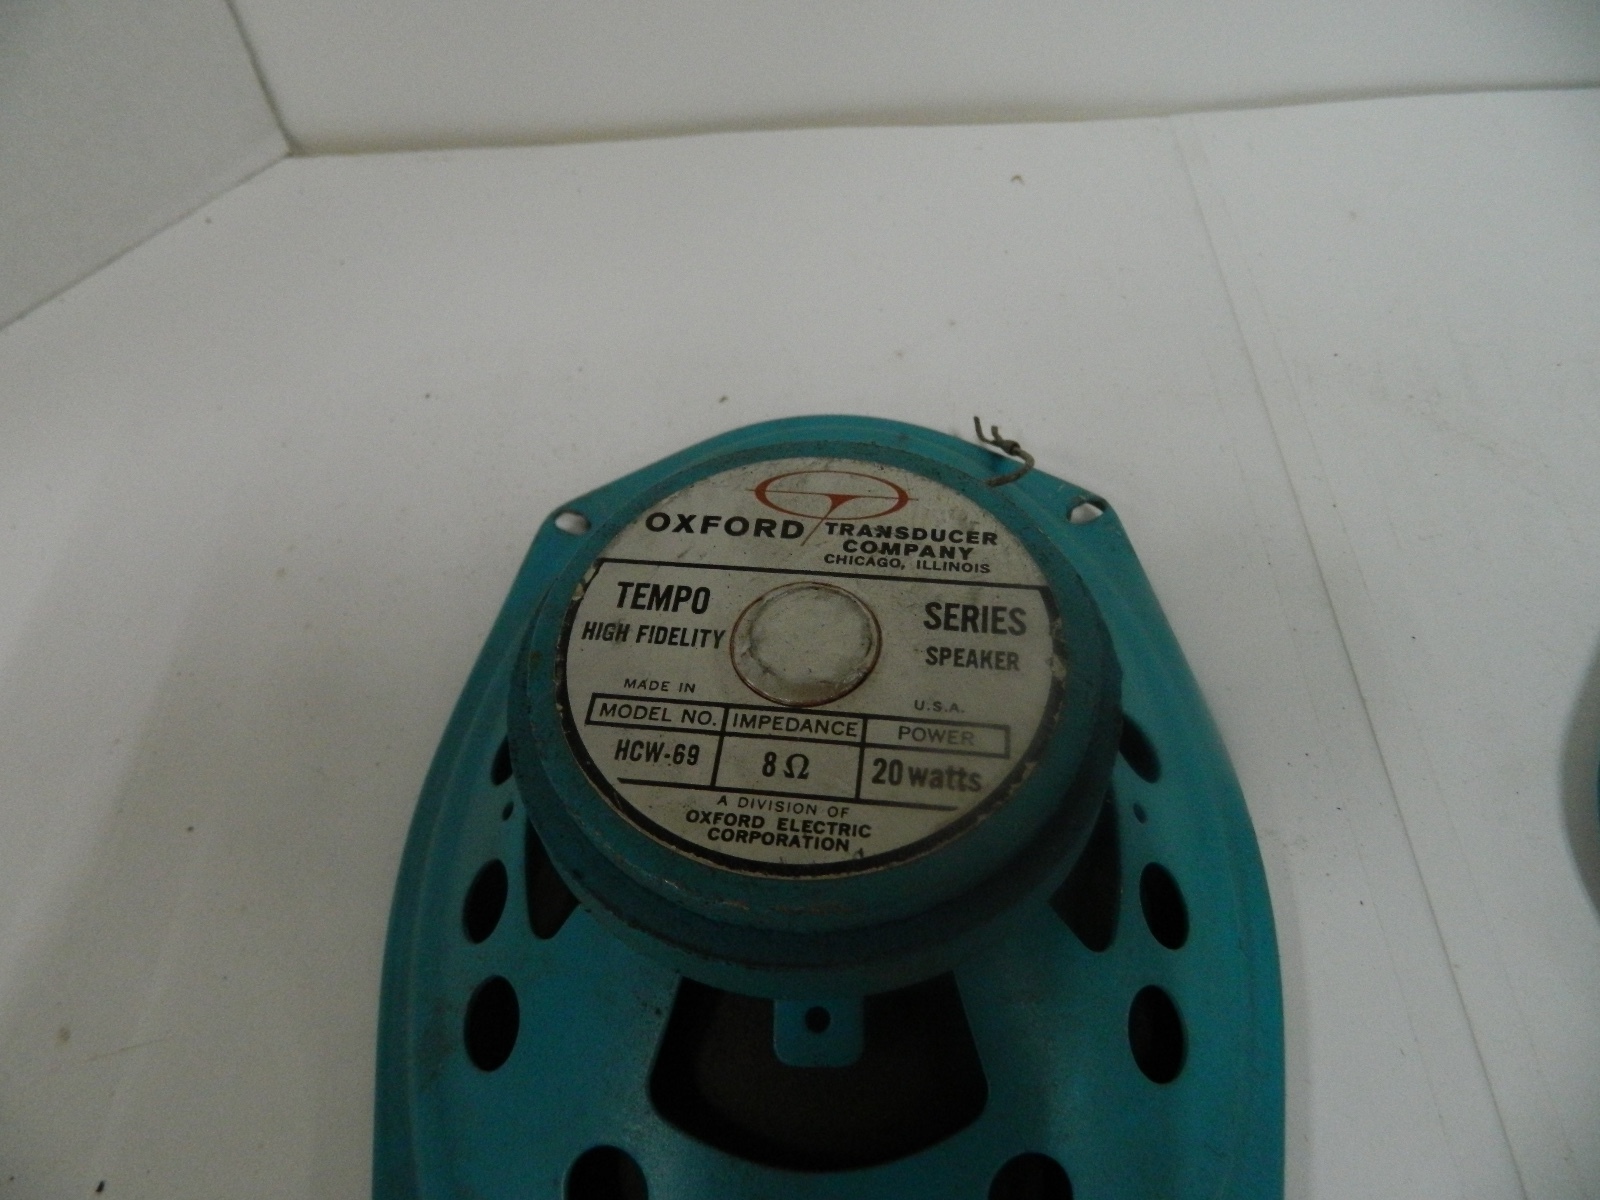 OXFORD TRANSDUCER
COMPANY
CHICAGO, ILLINOIS
TEMPO SERIES
HIGH FIDELITY SPEAKER
MADE IN U.S.A.
MODEL NO. IMPEDANCE POWER
HCW-69 8Ω 20 watts
A DIVISION OF
OXFORD ELECTRIC
CORPORATION